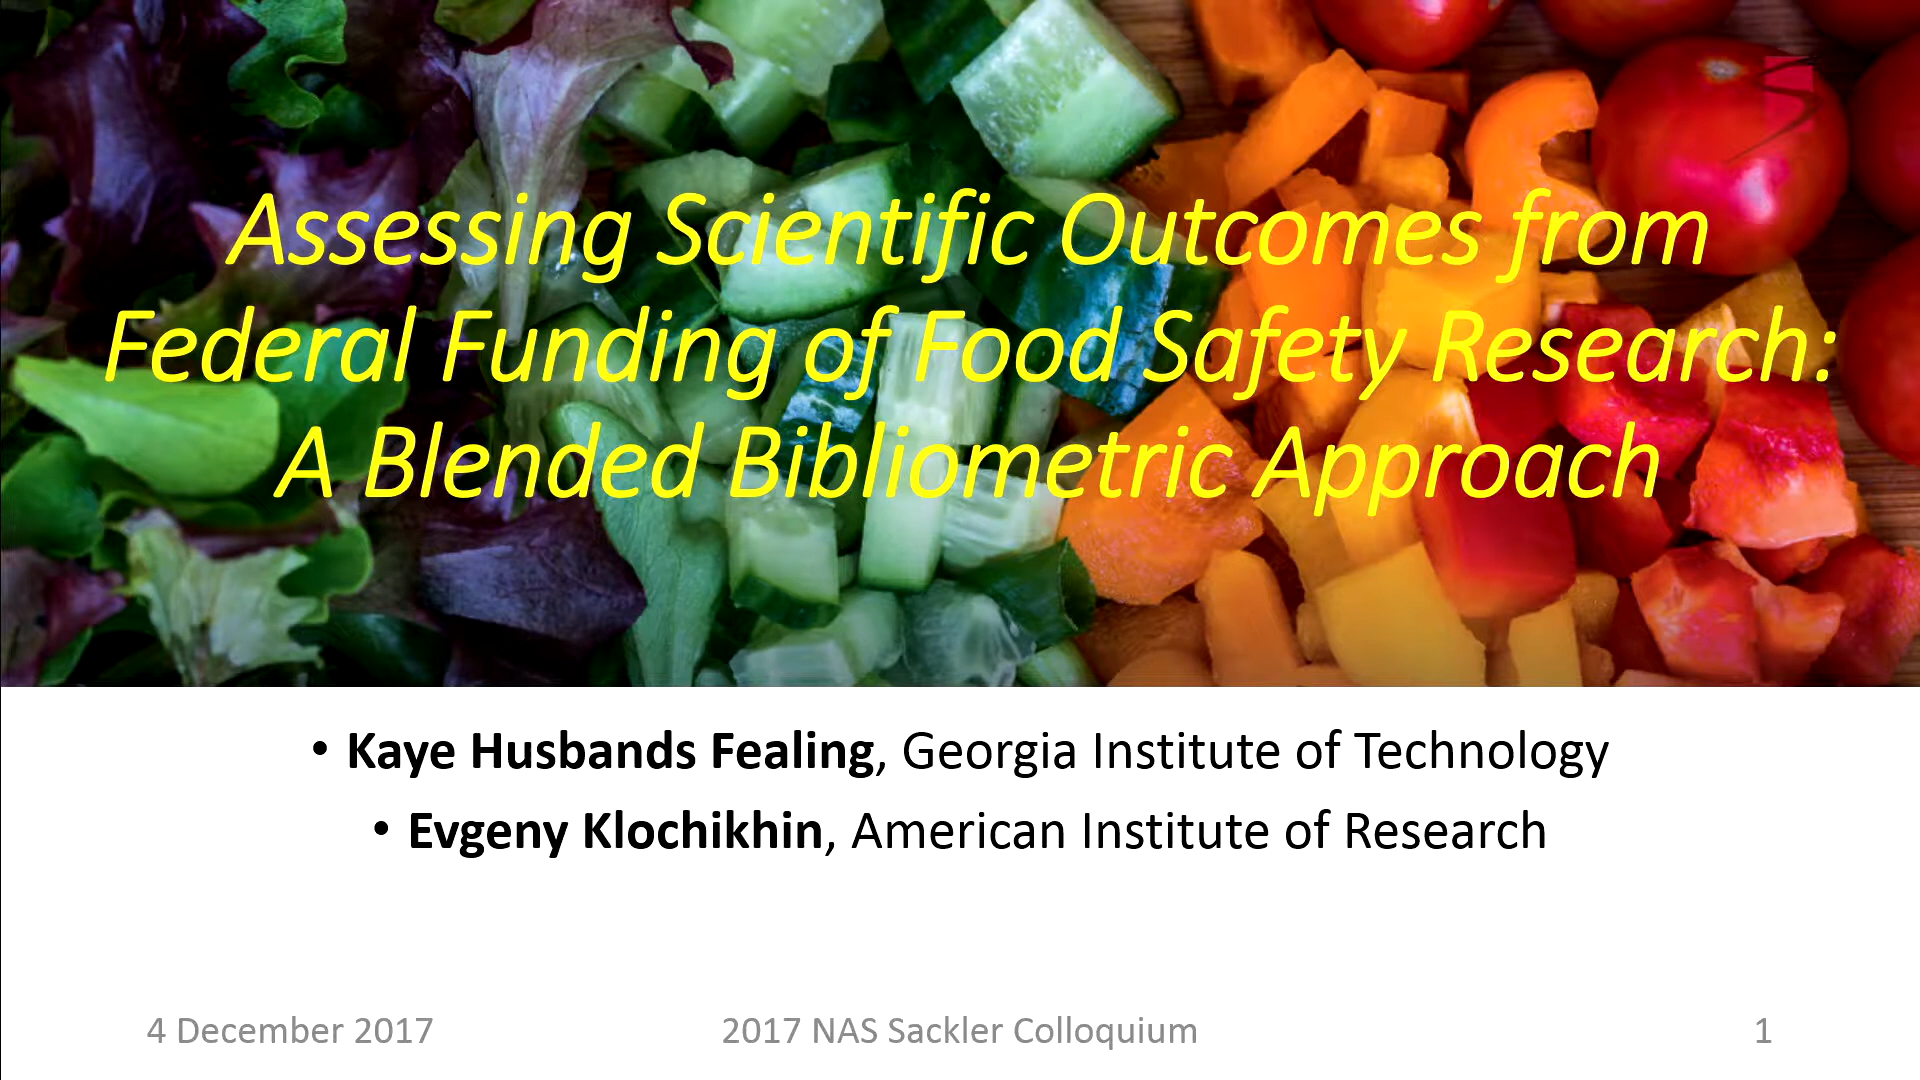 Assessing Scientific Outcomes from
Federal Funding of Food Safety Research:
A Blended Bibliometric Approach
• Kaye Husbands Fealing, Georgia Institute of Technology
• Evgeny Klochikhin, American Institute of Research
4 December 2017
2017 NAS Sackler Colloquium
1